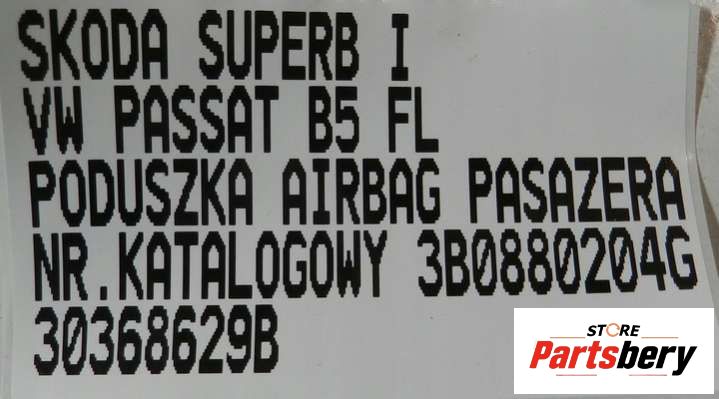 SKODA SUPERB I
VW PASSAT B5 FL
PODUSZKA AIRBAG PASAZERA
NR.KATALOGOWY 3B0880204G
30368629B
STORE
Partsbery